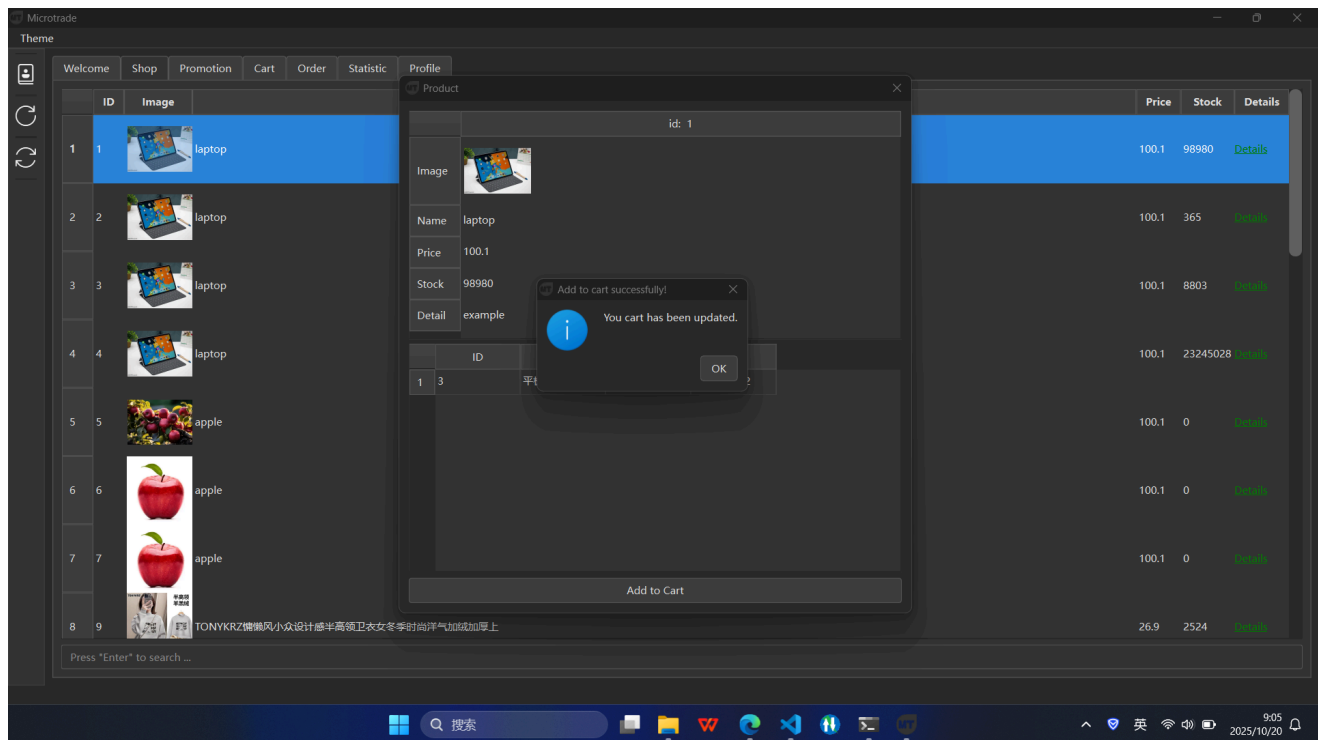 Microtrade
Theme
Welcome Shop Promotion Cart Order Statistic Profile
ID Image Price Stock Details
1 1 laptop 100.1 98980 Details
2 2 laptop 100.1 365 Details
3 3 laptop 100.1 8803 Details
4 4 laptop 100.1 23245028 Details
5 5 apple 100.1 0 Details
6 6 apple 100.1 0 Details
7 7 apple 100.1 0 Details
8 9 TONYKRZ慵懒风小众设计感半高领卫衣女冬季时尚洋气加绒加厚上 26.9 2524 Details
Press "Enter" to search ...
Product
id: 1
Image
Name laptop
Price 100.1
Stock 98980
Detail example
ID
1 3
Add to Cart
Add to cart successfully!
You cart has been updated.
OK
搜索
英
9:05
2025/10/20